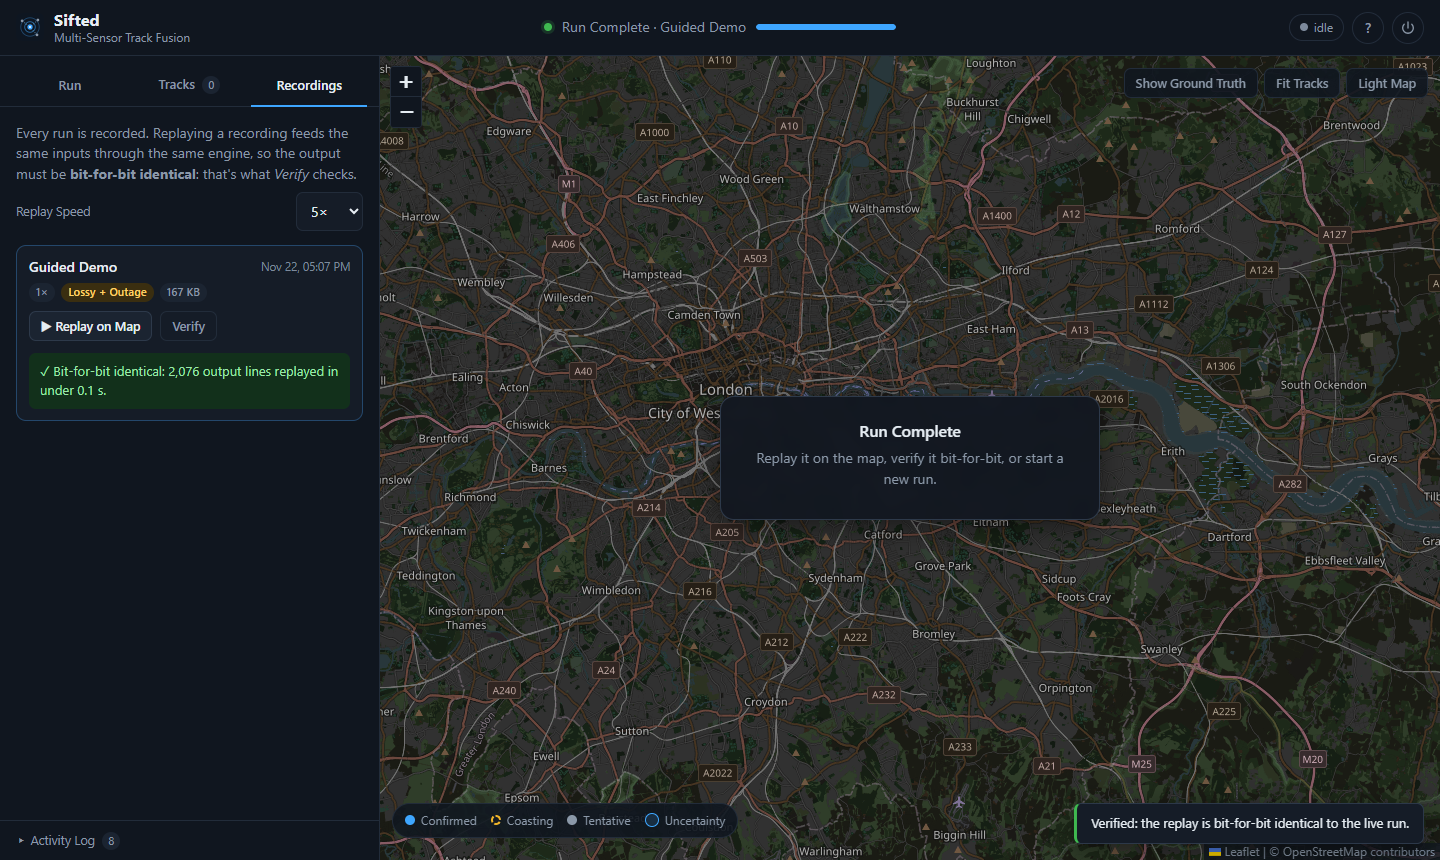 Sifted
Multi-Sensor Track Fusion
Run Complete · Guided Demo
idle
?
Run
Tracks 0
Recordings
Every run is recorded. Replaying a recording feeds the
same inputs through the same engine, so the output
must be bit-for-bit identical: that's what Verify checks.
Replay Speed
5×
Guided Demo
Nov 22, 05:07 PM
1×
Lossy + Outage
167 KB
▶ Replay on Map
Verify
✓ Bit-for-bit identical: 2,076 output lines replayed in
under 0.1 s.
▸ Activity Log 8
+
−
Show Ground Truth
Fit Tracks
Light Map
A110
Loughton
A1023
Buckhurst
Hill
Chigwell
Edgware
A1000
A10
Brentwood
A4008
Wood Green
M1
East Finchley
Walthamstow
Harrow
A1400
A12
Romford
A127
A406
A503
Hampstead
Ilford
A124
Wembley
Willesden
A1112
Camden Town
East Ham
A13
A1306
Ealing
A40
Acton
London
A2016
South Ockendon
City of Wes
Chiswick
Brentford
Barnes
Erith
Grays
Run Complete
Replay it on the map, verify it bit-for-bit, or start a
new run.
nslow
Richmond
A282
Tilb
A214
exleyheath
Twickenham
A205
Eltham
Catford
Dartford
Gra
Ebbsfleet Valley
Grove Park
Teddington
Sydenham
Sidcup
Wimbledon
A216
Foots Cray
Kingston upon
Thames
A212
A222
Bromley
Swanley
A24
A240
Croydon
A232
Orpington
Greater London
A225
Sutton
A233
Ewell
A2022
A21
M25
M20
Epsom
Biggin Hill
Warlingham
Confirmed
Coasting
Tentative
Uncertainty
Verified: the replay is bit-for-bit identical to the live run.
Leaflet | © OpenStreetMap contributors